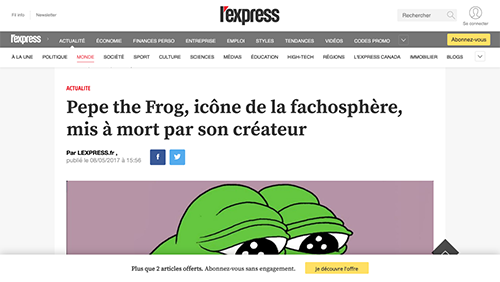 Fil info
l'express
Rechercher
Se connecter
l'express ACTUALITÉ ÉCONOMIE FINANCES PERSO ENTREPRISE EMPLOI STYLES TENDANCES VIDÉOS CODES PROMO Abonnez-vous
À LA UNE POLITIQUE MONDE SOCIÉTÉ SPORT CULTURE SCIENCES MÉDIAS ÉDUCATION HIGH-TECH RÉGIONS L'EXPRESS CANADA IMMOBILIER BLOGS
ACTUALITÉ
Pepe the Frog, icône de la fachosphère,
mis à mort par son créateur
Par LEXPRESS.fr ,
publié le 08/05/2017 à 15:56
Plus que 2 articles offerts. Abonnez-vous sans engagement. Je découvre l'offre